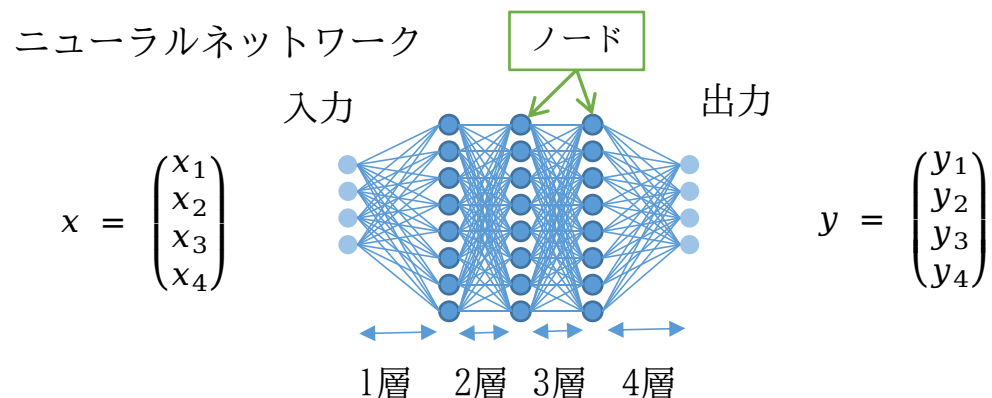 ニューラルネットワーク
ノード
入力
出力
x = (x₁ x₂ x₃ x₄)
y = (y₁ y₂ y₃ y₄)
1層 2層 3層 4層